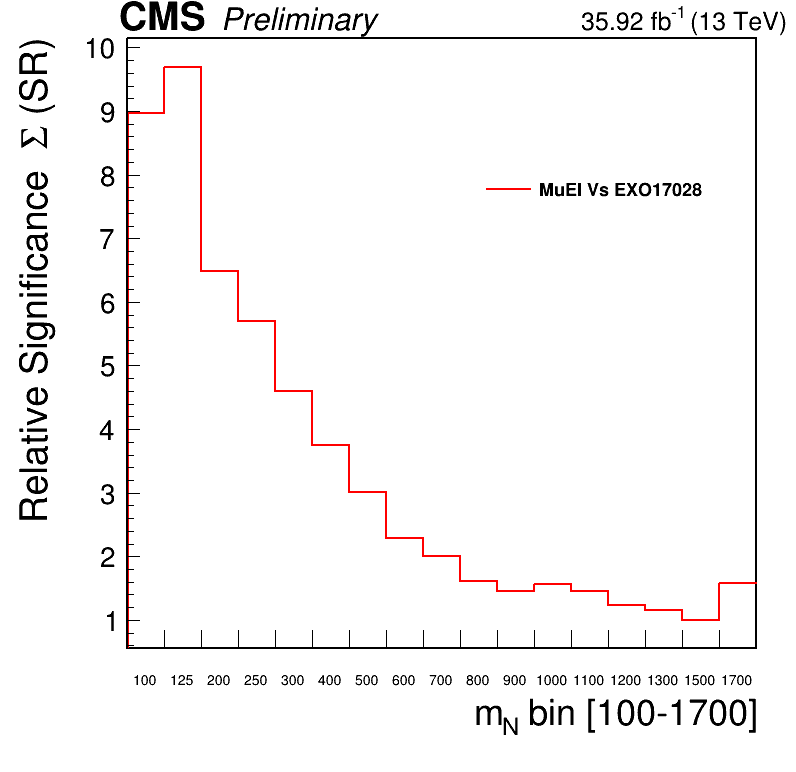 CMS Preliminary 35.92 fb⁻¹ (13 TeV)
Relative Significance Σ (SR)
10
9
8
7
6
5
4
3
2
1
MuEl Vs EXO17028
100 125 200 250 300 400 500 600 700 800 900 1000 1100 1200 1300 1500 1700
m_N bin [100-1700]